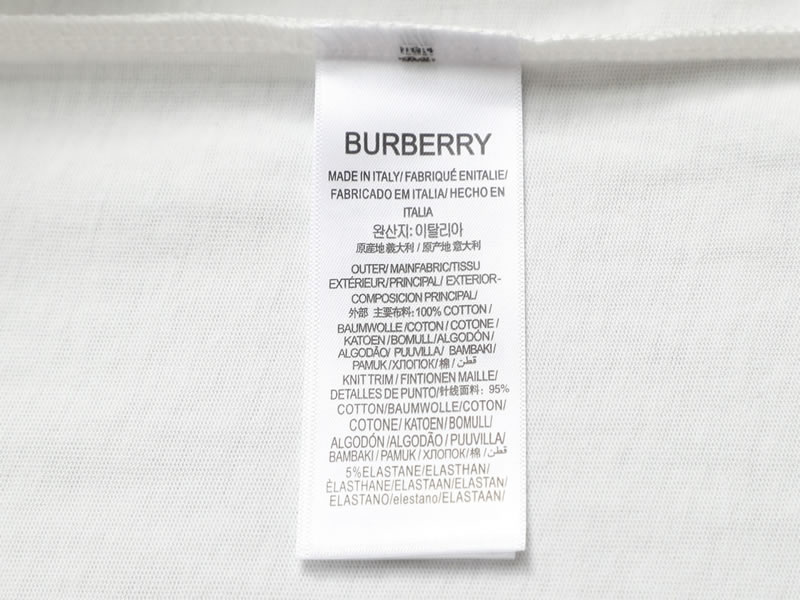 BURBERRY
MADE IN ITALY/ FABRIQUÉ ENITALIE/
FABRICADO EM ITALIA/ HECHO EN
ITALIA
완산지: 이탈리아
原産地 義大利 / 原产地 意大利
OUTER/ MAINFABRIC/TISSU
EXTÉRIEUR/PRINCIPAL/ EXTERIOR-
COMPOSICION PRINCIPAL/
外部 主要布料: 100% COTTON /
BAUMWOLLE /COTON / COTONE /
KATOEN / BOMULL/ALGODÓN/
ALGODÃO/ PUUVILLA/ BAMBAKI/
PAMUK /ХЛОПОК/ 棉/ قطن/
KNIT TRIM / FINTIONEN MAILLE/
DETALLES DE PUNTO/针线面料: 95%
COTTON/BAUMWOLLE/COTON/
COTONE/ KATOEN/ BOMULL/
ALGODÓN /ALGODÃO / PUUVILLA/
BAMBAKI / PAMUK / ХЛОПОК/ 棉 / قطن/
5%ELASTANE/ELASTHAN/
ÊLASTHANE/ELASTAAN/ELASTAN/
ELASTANO/elestano/ELASTAAN/